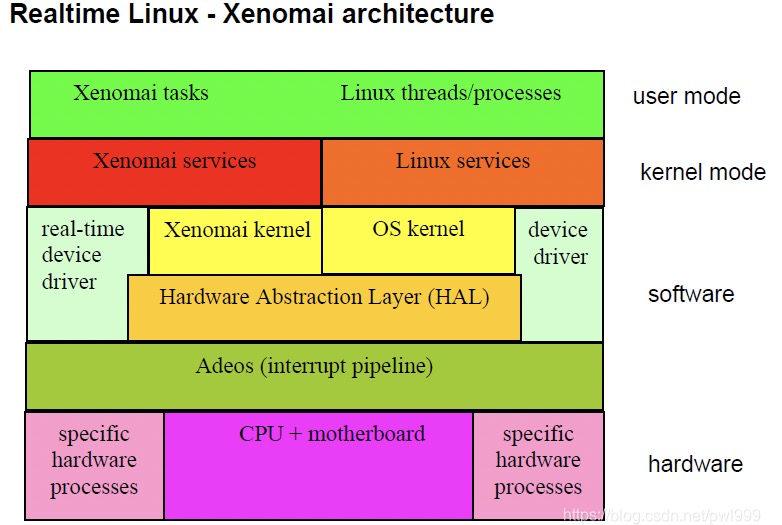 Realtime Linux - Xenomai architecture
Xenomai tasks
Linux threads/processes
user mode
Xenomai services
Linux services
kernel mode
real-time
device
driver
Xenomai kernel
OS kernel
device
driver
Hardware Abstraction Layer (HAL)
software
Adeos (interrupt pipeline)
specific
hardware
processes
CPU + motherboard
specific
hardware
processes
hardware
https://blog.csdn.net/pwl999